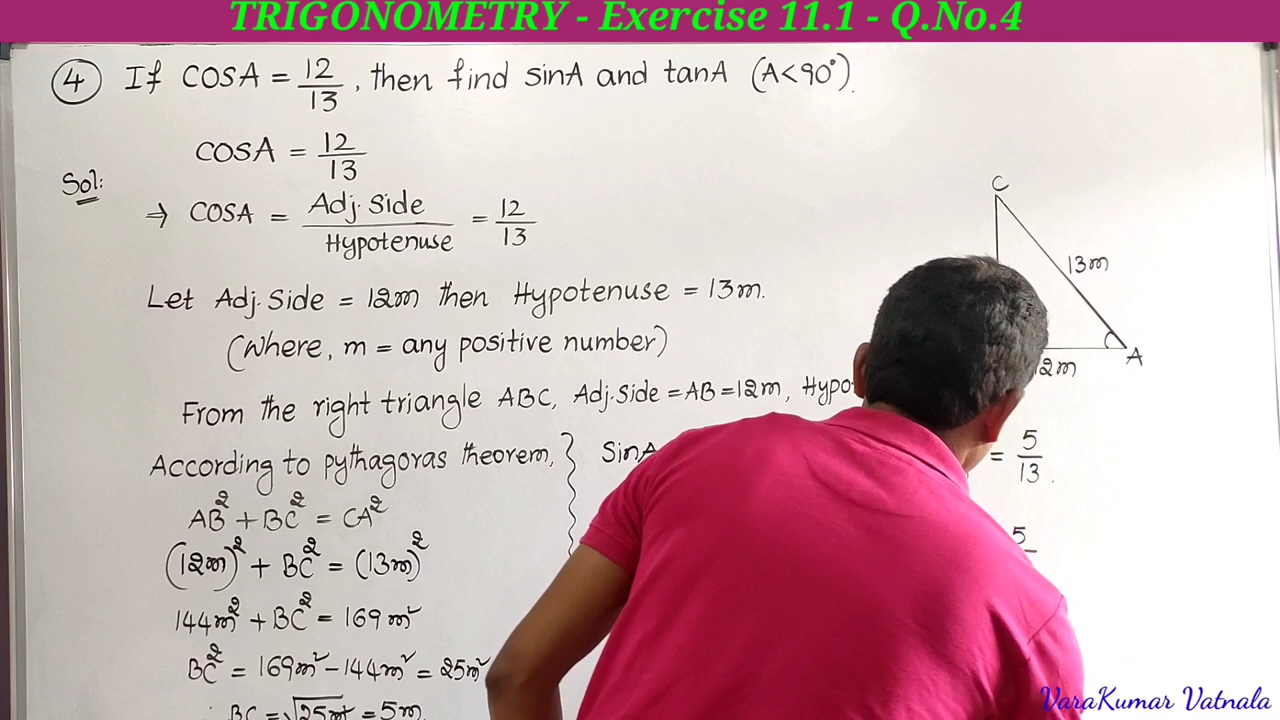 TRIGONOMETRY - Exercise 11.1 - Q.No.4
④ If COSA = 12/13, then find sinA and tanA (A<90°).
COSA = 12/13
Sol:
⇒ COSA = Adj. Side/Hypotenuse = 12/13
Let Adj. Side = 12m then Hypotenuse = 13m.
(where, m = any positive number)
From the right triangle ABC, Adj. Side = AB = 12m, Hypo
According to pythagoras theorem,
AB² + BC² = CA²
(12m)² + BC² = (13m)²
144m² + BC² = 169m²
BC² = 169m² - 144m² = 25m²
∴ BC = √25m² = 5m
SinA
= 5/13.
5
C
13m
A
2m
VaraKumar Vatnala